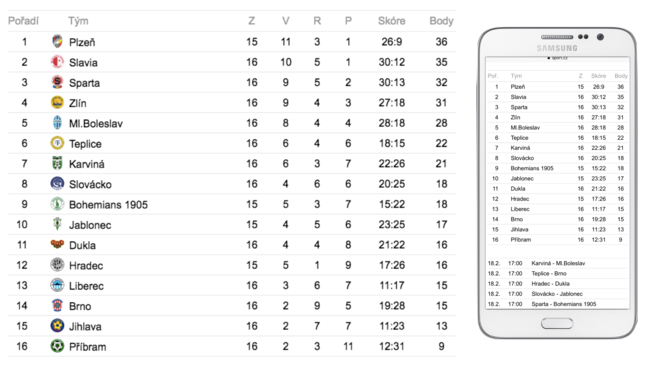 Pořadí Tým Z V R P Skóre Body
1 Plzeň 15 11 3 1 26:9 36
2 Slavia 16 10 5 1 30:12 35
3 Sparta 16 9 5 2 30:13 32
4 Zlín 16 9 4 3 27:18 31
5 Ml.Boleslav 16 8 4 4 28:18 28
6 Teplice 16 6 4 6 18:15 22
7 Karviná 16 6 3 7 22:26 21
8 Slovácko 16 4 6 6 20:25 18
9 Bohemians 1905 15 5 3 7 15:22 18
10 Jablonec 15 4 5 6 23:25 17
11 Dukla 16 4 4 8 21:22 16
12 Hradec 15 5 1 9 17:26 16
13 Liberec 16 3 6 7 11:17 15
14 Brno 16 2 9 5 19:28 15
15 Jihlava 16 2 7 7 11:23 13
16 Příbram 16 2 3 11 12:31 9
SAMSUNG
Poř. Tým Z Skóre Body
1 Plzeň 15 26:9 36
2 Slavia 16 30:12 35
3 Sparta 16 30:13 32
4 Zlín 16 27:18 31
5 Ml.Boleslav 16 28:18 28
6 Teplice 16 18:15 22
7 Karviná 16 22:26 21
8 Slovácko 16 20:25 18
9 Bohemians 1905 15 15:22 18
10 Jablonec 15 23:25 17
11 Dukla 16 21:22 16
12 Hradec 15 17:26 16
13 Liberec 16 11:17 15
14 Brno 16 19:28 15
15 Jihlava 16 11:23 13
16 Příbram 16 12:31 9
18.2. 17:00 Karviná - Ml.Boleslav
18.2. 17:00 Teplice - Brno
18.2. 17:00 Hradec - Dukla
18.2. 17:00 Slovácko - Jablonec
18.2. 17:00 Sparta - Bohemians 1905